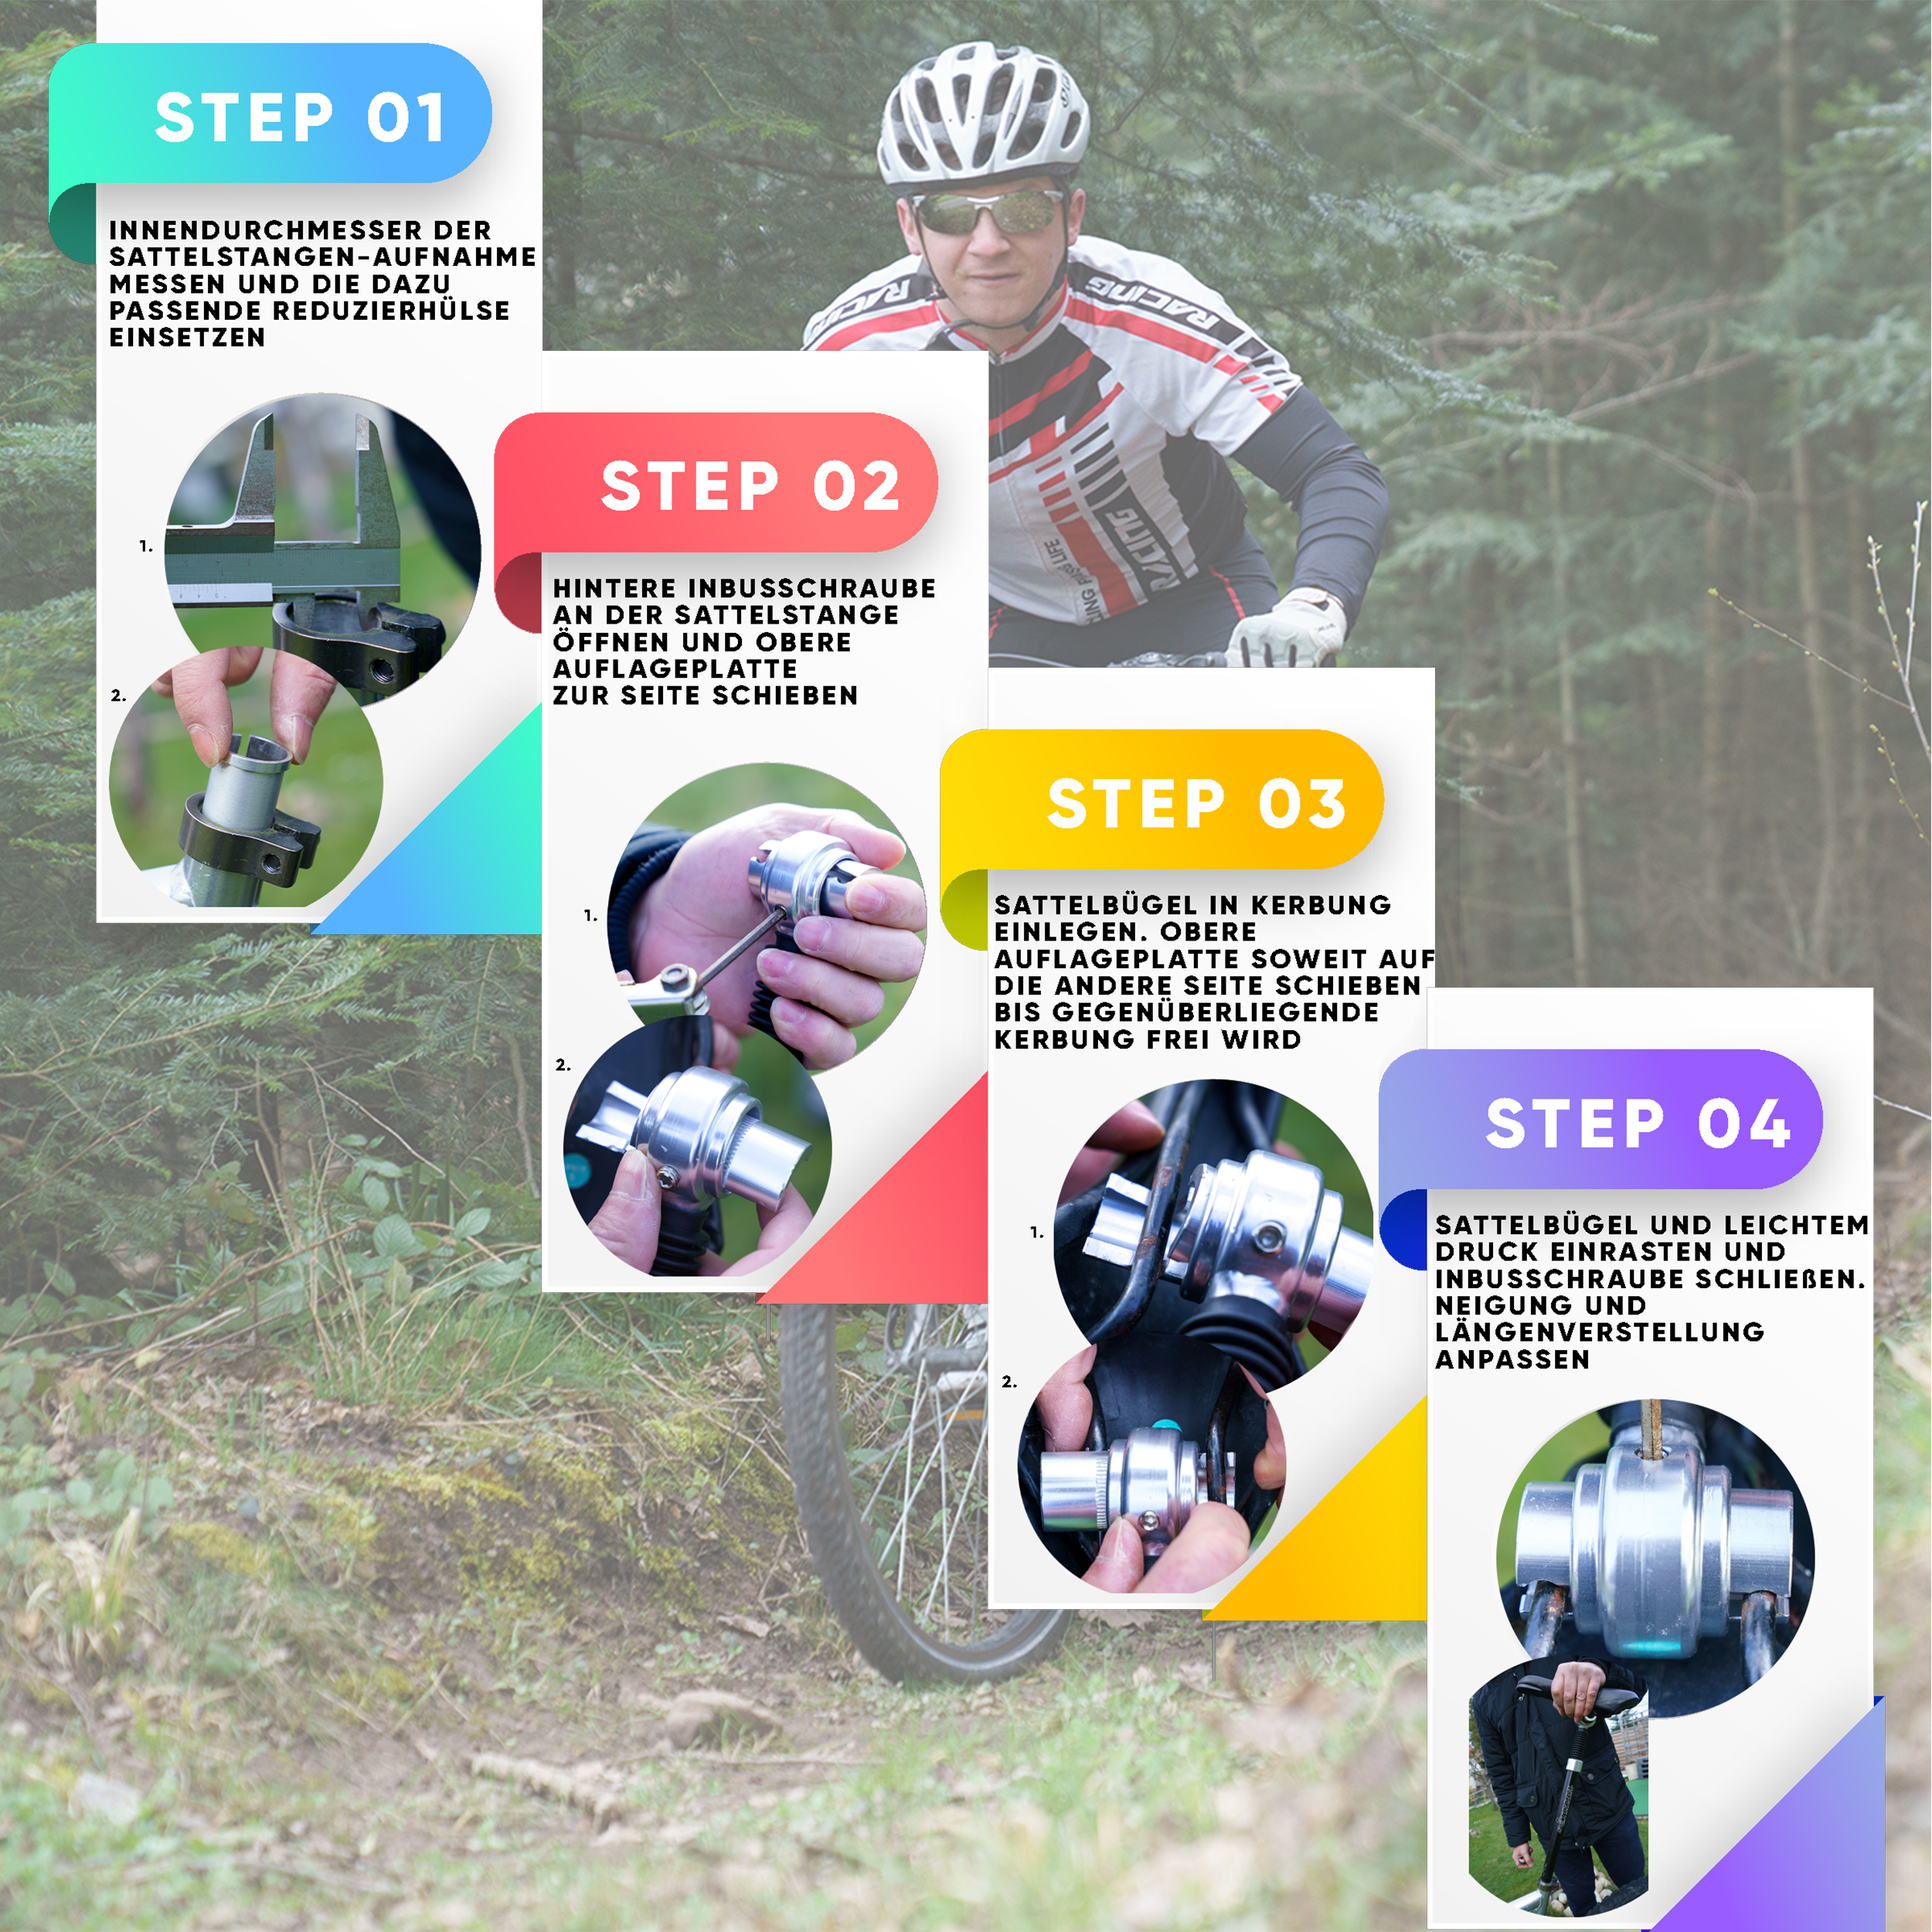 STEP 01
INNENDURCHMESSER DER
SATTELSTANGEN-AUFNAHME
MESSEN UND DIE DAZU
PASSENDE REDUZIERHÜLSE
EINSETZEN
1.
2.
STEP 02
HINTERE INBUSSCHRAUBE
AN DER SATTELSTANGE
ÖFFNEN UND OBERE
AUFLAGEPLATTE
ZUR SEITE SCHIEBEN
1.
2.
STEP 03
SATTELBÜGEL IN KERBUNG
EINLEGEN. OBERE
AUFLAGEPLATTE SOWEIT AUF
DIE ANDERE SEITE SCHIEBEN
BIS GEGENÜBERLIEGENDE
KERBUNG FREI WIRD
1.
2.
STEP 04
SATTELBÜGEL UND LEICHTEM
DRUCK EINRASTEN UND
INBUSSCHRAUBE SCHLIEßEN.
NEIGUNG UND
LÄNGENVERSTELLUNG
ANPASSEN
RACING
RACING
RACING